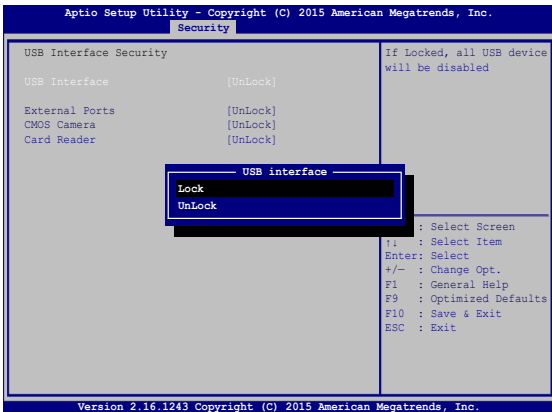 Aptio Setup Utility - Copyright (C) 2015 American Megatrends, Inc.
Security
USB Interface Security
USB Interface [UnLock]
External Ports [UnLock]
CMOS Camera [UnLock]
Card Reader [UnLock]
USB interface
Lock
UnLock
If Locked, all USB device
will be disabled
: Select Screen
↑↓ : Select Item
Enter: Select
+/— : Change Opt.
F1 : General Help
F9 : Optimized Defaults
F10 : Save & Exit
ESC : Exit
Version 2.16.1243 Copyright (C) 2015 American Megatrends, Inc.